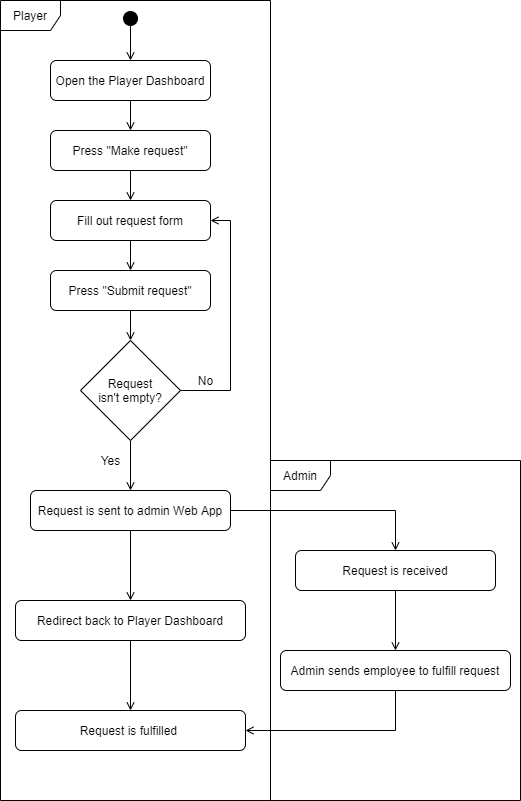 Player
Open the Player Dashboard
Press "Make request"
Fill out request form
Press "Submit request"
Request
isn't empty?
No
Yes
Admin
Request is sent to admin Web App
Request is received
Redirect back to Player Dashboard
Admin sends employee to fulfill request
Request is fulfilled